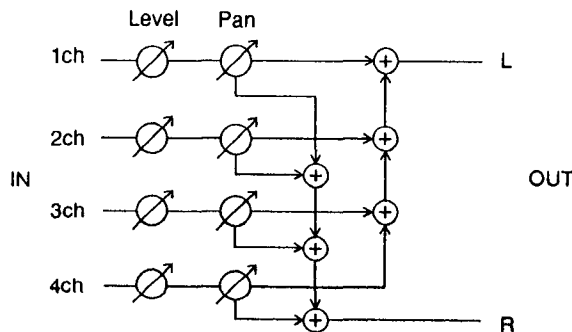 Level Pan
1ch
L
2ch
IN
OUT
3ch
4ch
R